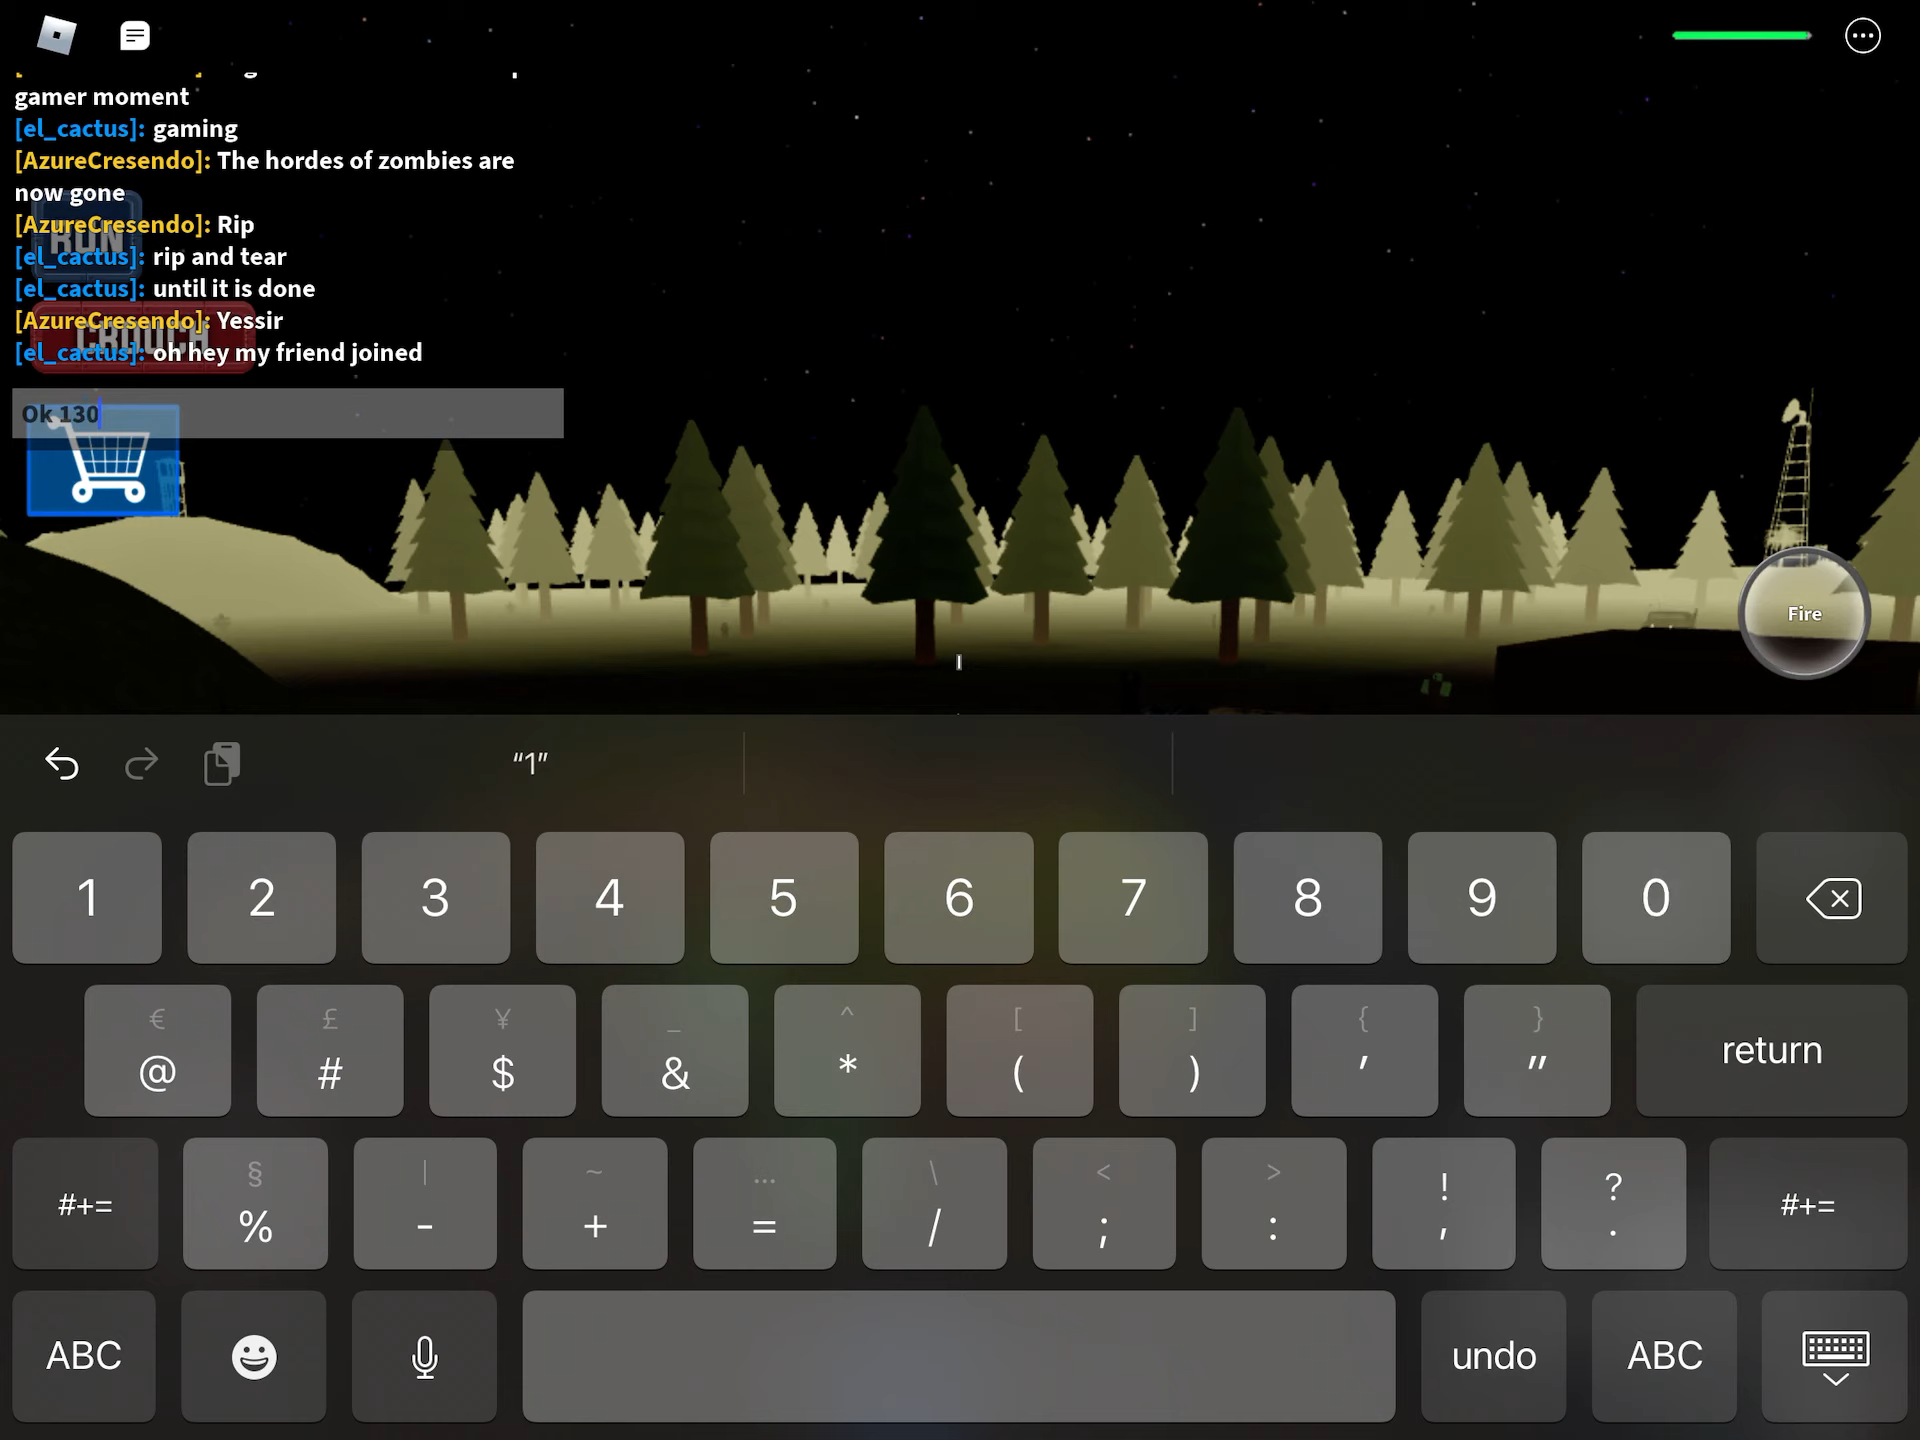 gamer moment
[el_cactus]: gaming
[AzureCresendo]: The hordes of zombies are
now gone
[AzureCresendo]: Rip
RUN
[el_cactus]: rip and tear
[el_cactus]: until it is done
[AzureCresendo]: Yessir
CROUCH
[el_cactus]: oh hey my friend joined
Ok 130
Fire
“1”
1 2 3 4 5 6 7 8 9 0
€ £ ¥ _ ^ [ ] { }
@ # $ & * ( ) ' " return
§ | ~ … \ < > ! ?
#+= % - + = / ; : , . #+=
ABC undo ABC